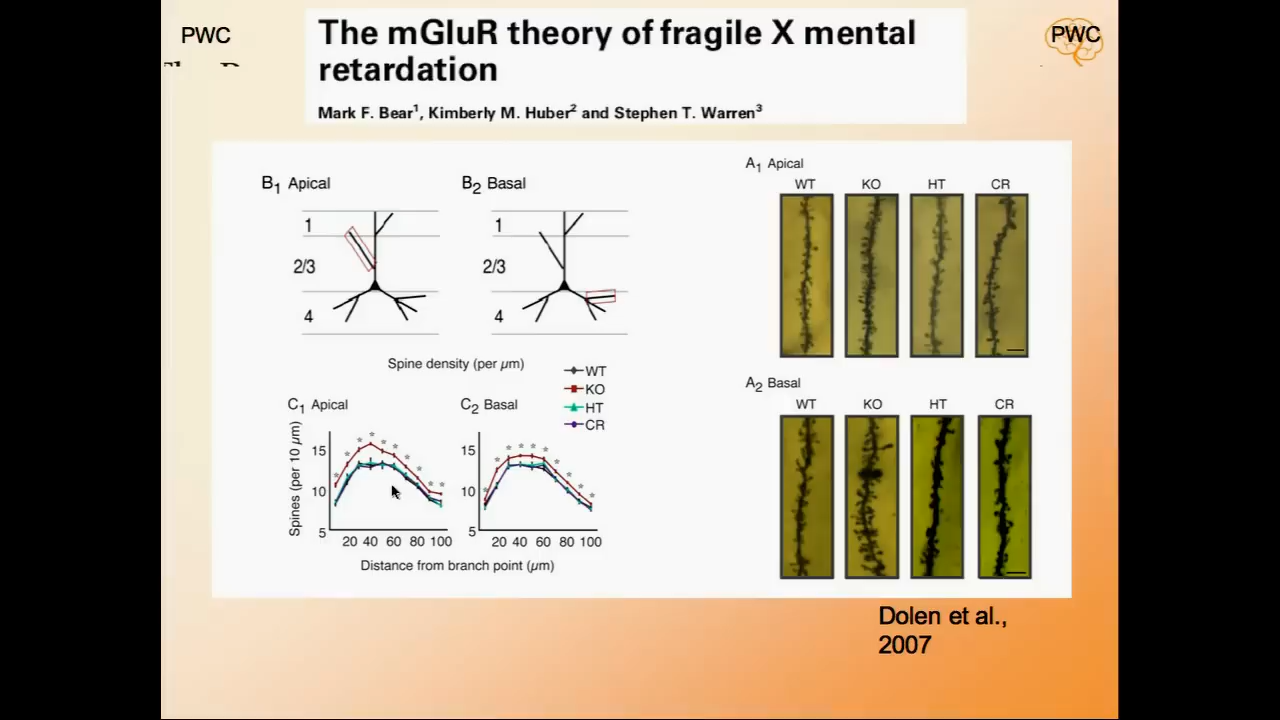 PWC
PWC
The mGluR theory of fragile X mental
retardation
Mark F. Bear1, Kimberly M. Huber2 and Stephen T. Warren3
B1 Apical
1
2/3
4
B2 Basal
1
2/3
4
A1 Apical
WT KO HT CR
Spine density (per µm)
WT
KO
HT
CR
C1 Apical
C2 Basal
Spines (per 10 µm)
15
10
5
20 40 60 80 100
15
10
5
20 40 60 80 100
Distance from branch point (µm)
A2 Basal
WT KO HT CR
Dolen et al.,
2007